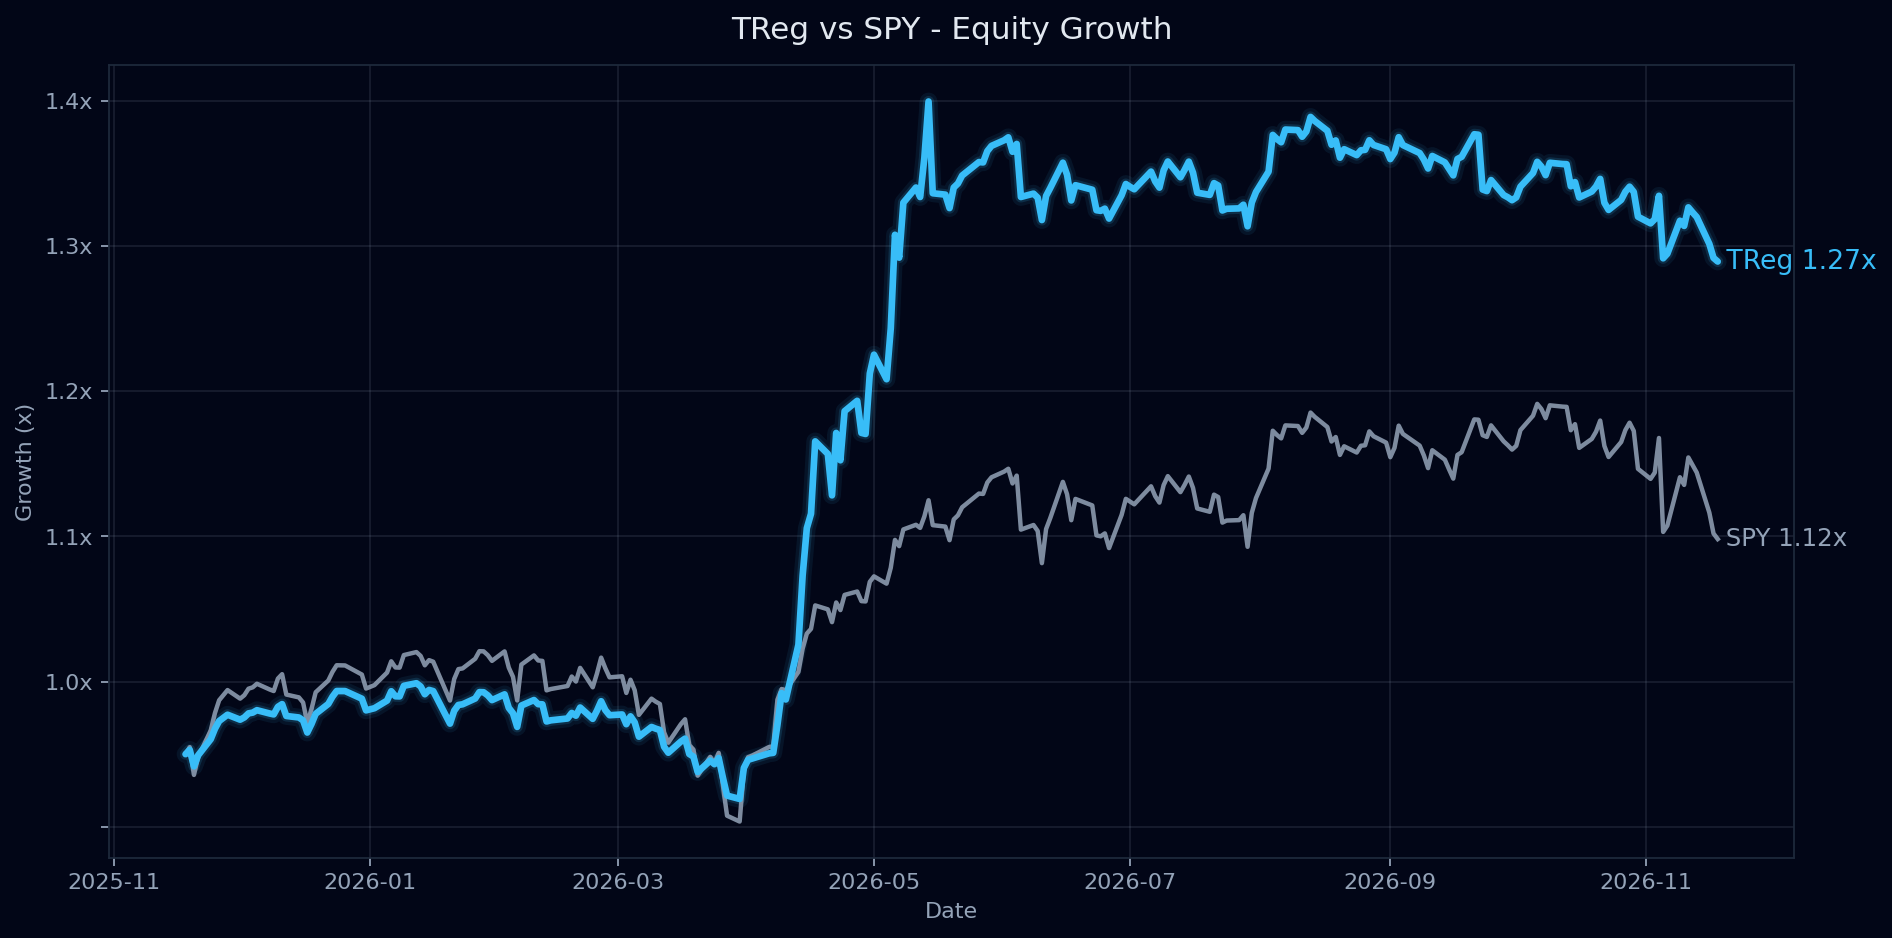 TReg vs SPY - Equity Growth
1.4x
1.3x
1.2x
1.1x
1.0x
Growth (x)
TReg 1.27x
SPY 1.12x
2025-11
2026-01
2026-03
2026-05
2026-07
2026-09
2026-11
Date